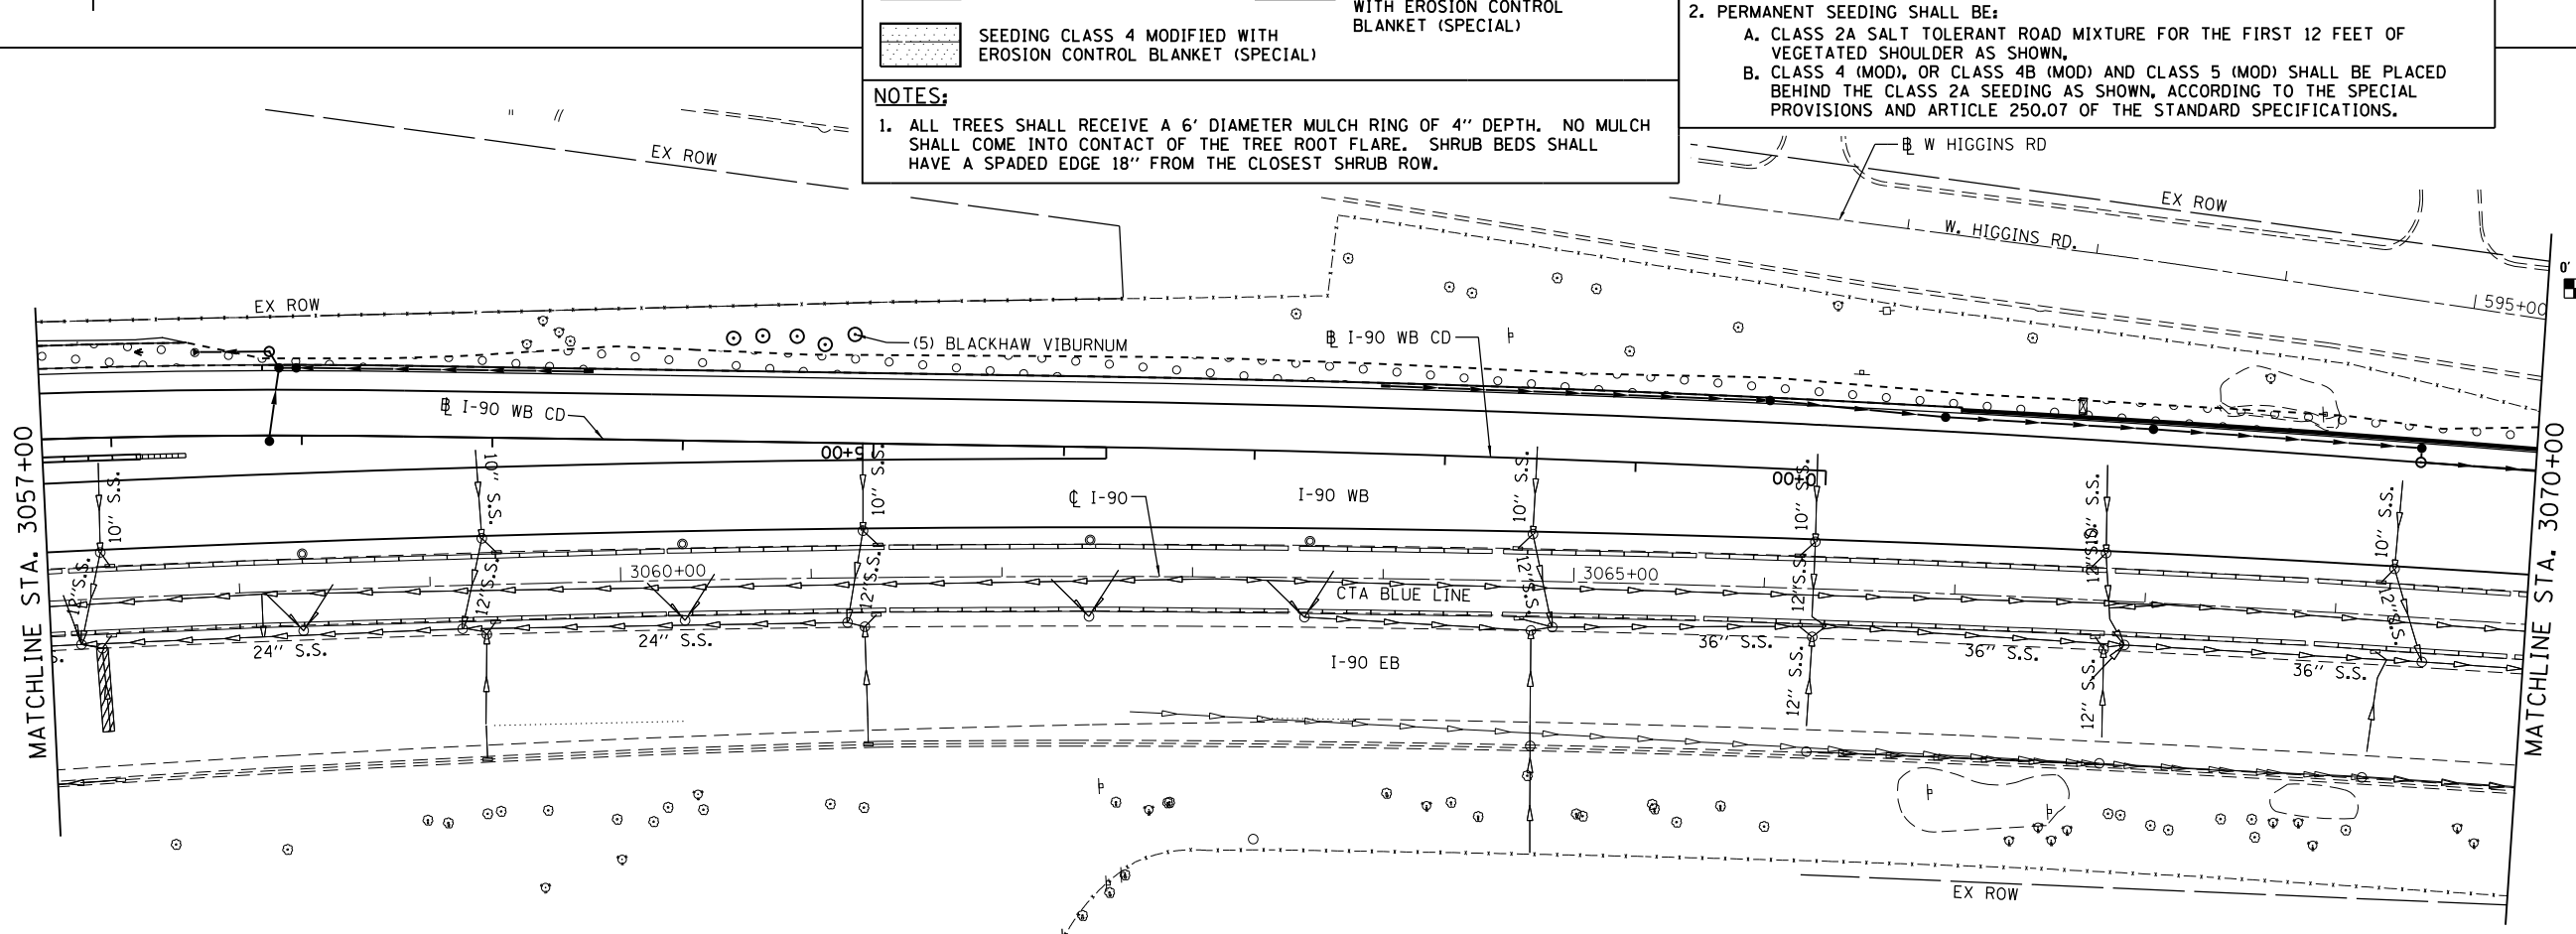 WITH EROSION CONTROL
BLANKET (SPECIAL)
SEEDING CLASS 4 MODIFIED WITH
EROSION CONTROL BLANKET (SPECIAL)
NOTES:
1. ALL TREES SHALL RECEIVE A 6' DIAMETER MULCH RING OF 4" DEPTH. NO MULCH
SHALL COME INTO CONTACT OF THE TREE ROOT FLARE. SHRUB BEDS SHALL
HAVE A SPADED EDGE 18" FROM THE CLOSEST SHRUB ROW.
2. PERMANENT SEEDING SHALL BE:
A. CLASS 2A SALT TOLERANT ROAD MIXTURE FOR THE FIRST 12 FEET OF
VEGETATED SHOULDER AS SHOWN,
B. CLASS 4 (MOD), OR CLASS 4B (MOD) AND CLASS 5 (MOD) SHALL BE PLACED
BEHIND THE CLASS 2A SEEDING AS SHOWN, ACCORDING TO THE SPECIAL
PROVISIONS AND ARTICLE 250.07 OF THE STANDARD SPECIFICATIONS.
EX ROW
W HIGGINS RD
EX ROW
W. HIGGINS RD.
0'
595+00
EX ROW
(5) BLACKHAW VIBURNUM
I-90 WB CD
I-90 WB CD
MATCHLINE STA. 3057+00
MATCHLINE STA. 3070+00
10" S.S.
10" S.S.
10" S.S.
10" S.S.
10" S.S.
10" S.S.
10" S.S.
I-90
I-90 WB
3060+00
3065+00
CTA BLUE LINE
12" S.S.
12" S.S.
12" S.S.
12" S.S.
12" S.S.
12" S.S.
24" S.S.
24" S.S.
36" S.S.
36" S.S.
36" S.S.
I-90 EB
12" S.S.
12" S.S.
EX ROW